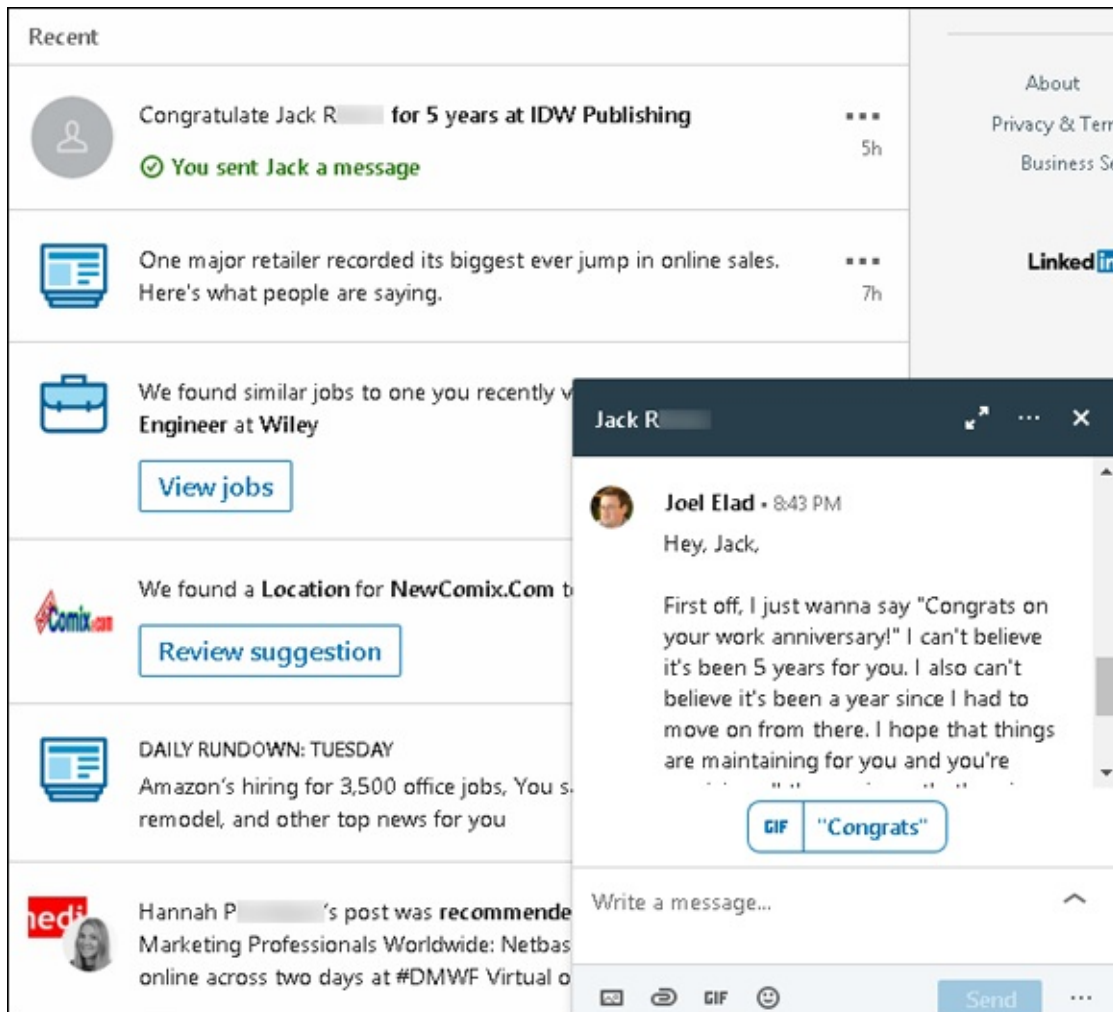 Recent
Congratulate Jack R for 5 years at IDW Publishing
5h
You sent Jack a message
One major retailer recorded its biggest ever jump in online sales.
Here's what people are saying.
7h
We found similar jobs to one you recently v
Engineer at Wiley
View jobs
Comix.com
We found a Location for NewComix.Com t
Review suggestion
DAILY RUNDOWN: TUESDAY
Amazon's hiring for 3,500 office jobs, You s
remodel, and other top news for you
nedi
Hannah P 's post was recommende
Marketing Professionals Worldwide: Netbas
online across two days at #DMWF Virtual o
About
Privacy & Terr
Business Se
Linked in
Jack R
Joel Elad • 8:43 PM
Hey, Jack,
First off, I just wanna say "Congrats on
your work anniversary!" I can't believe
it's been 5 years for you. I also can't
believe it's been a year since I had to
move on from there. I hope that things
are maintaining for you and you're
GIF "Congrats"
Write a message...
GIF
Send